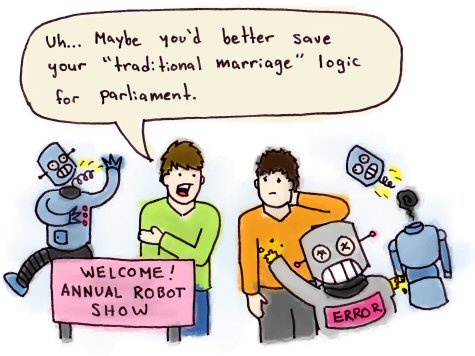 Uh... Maybe you'd better save
your "traditional marriage" logic
for parliament.
WELCOME!
ANNUAL ROBOT
SHOW
ERROR